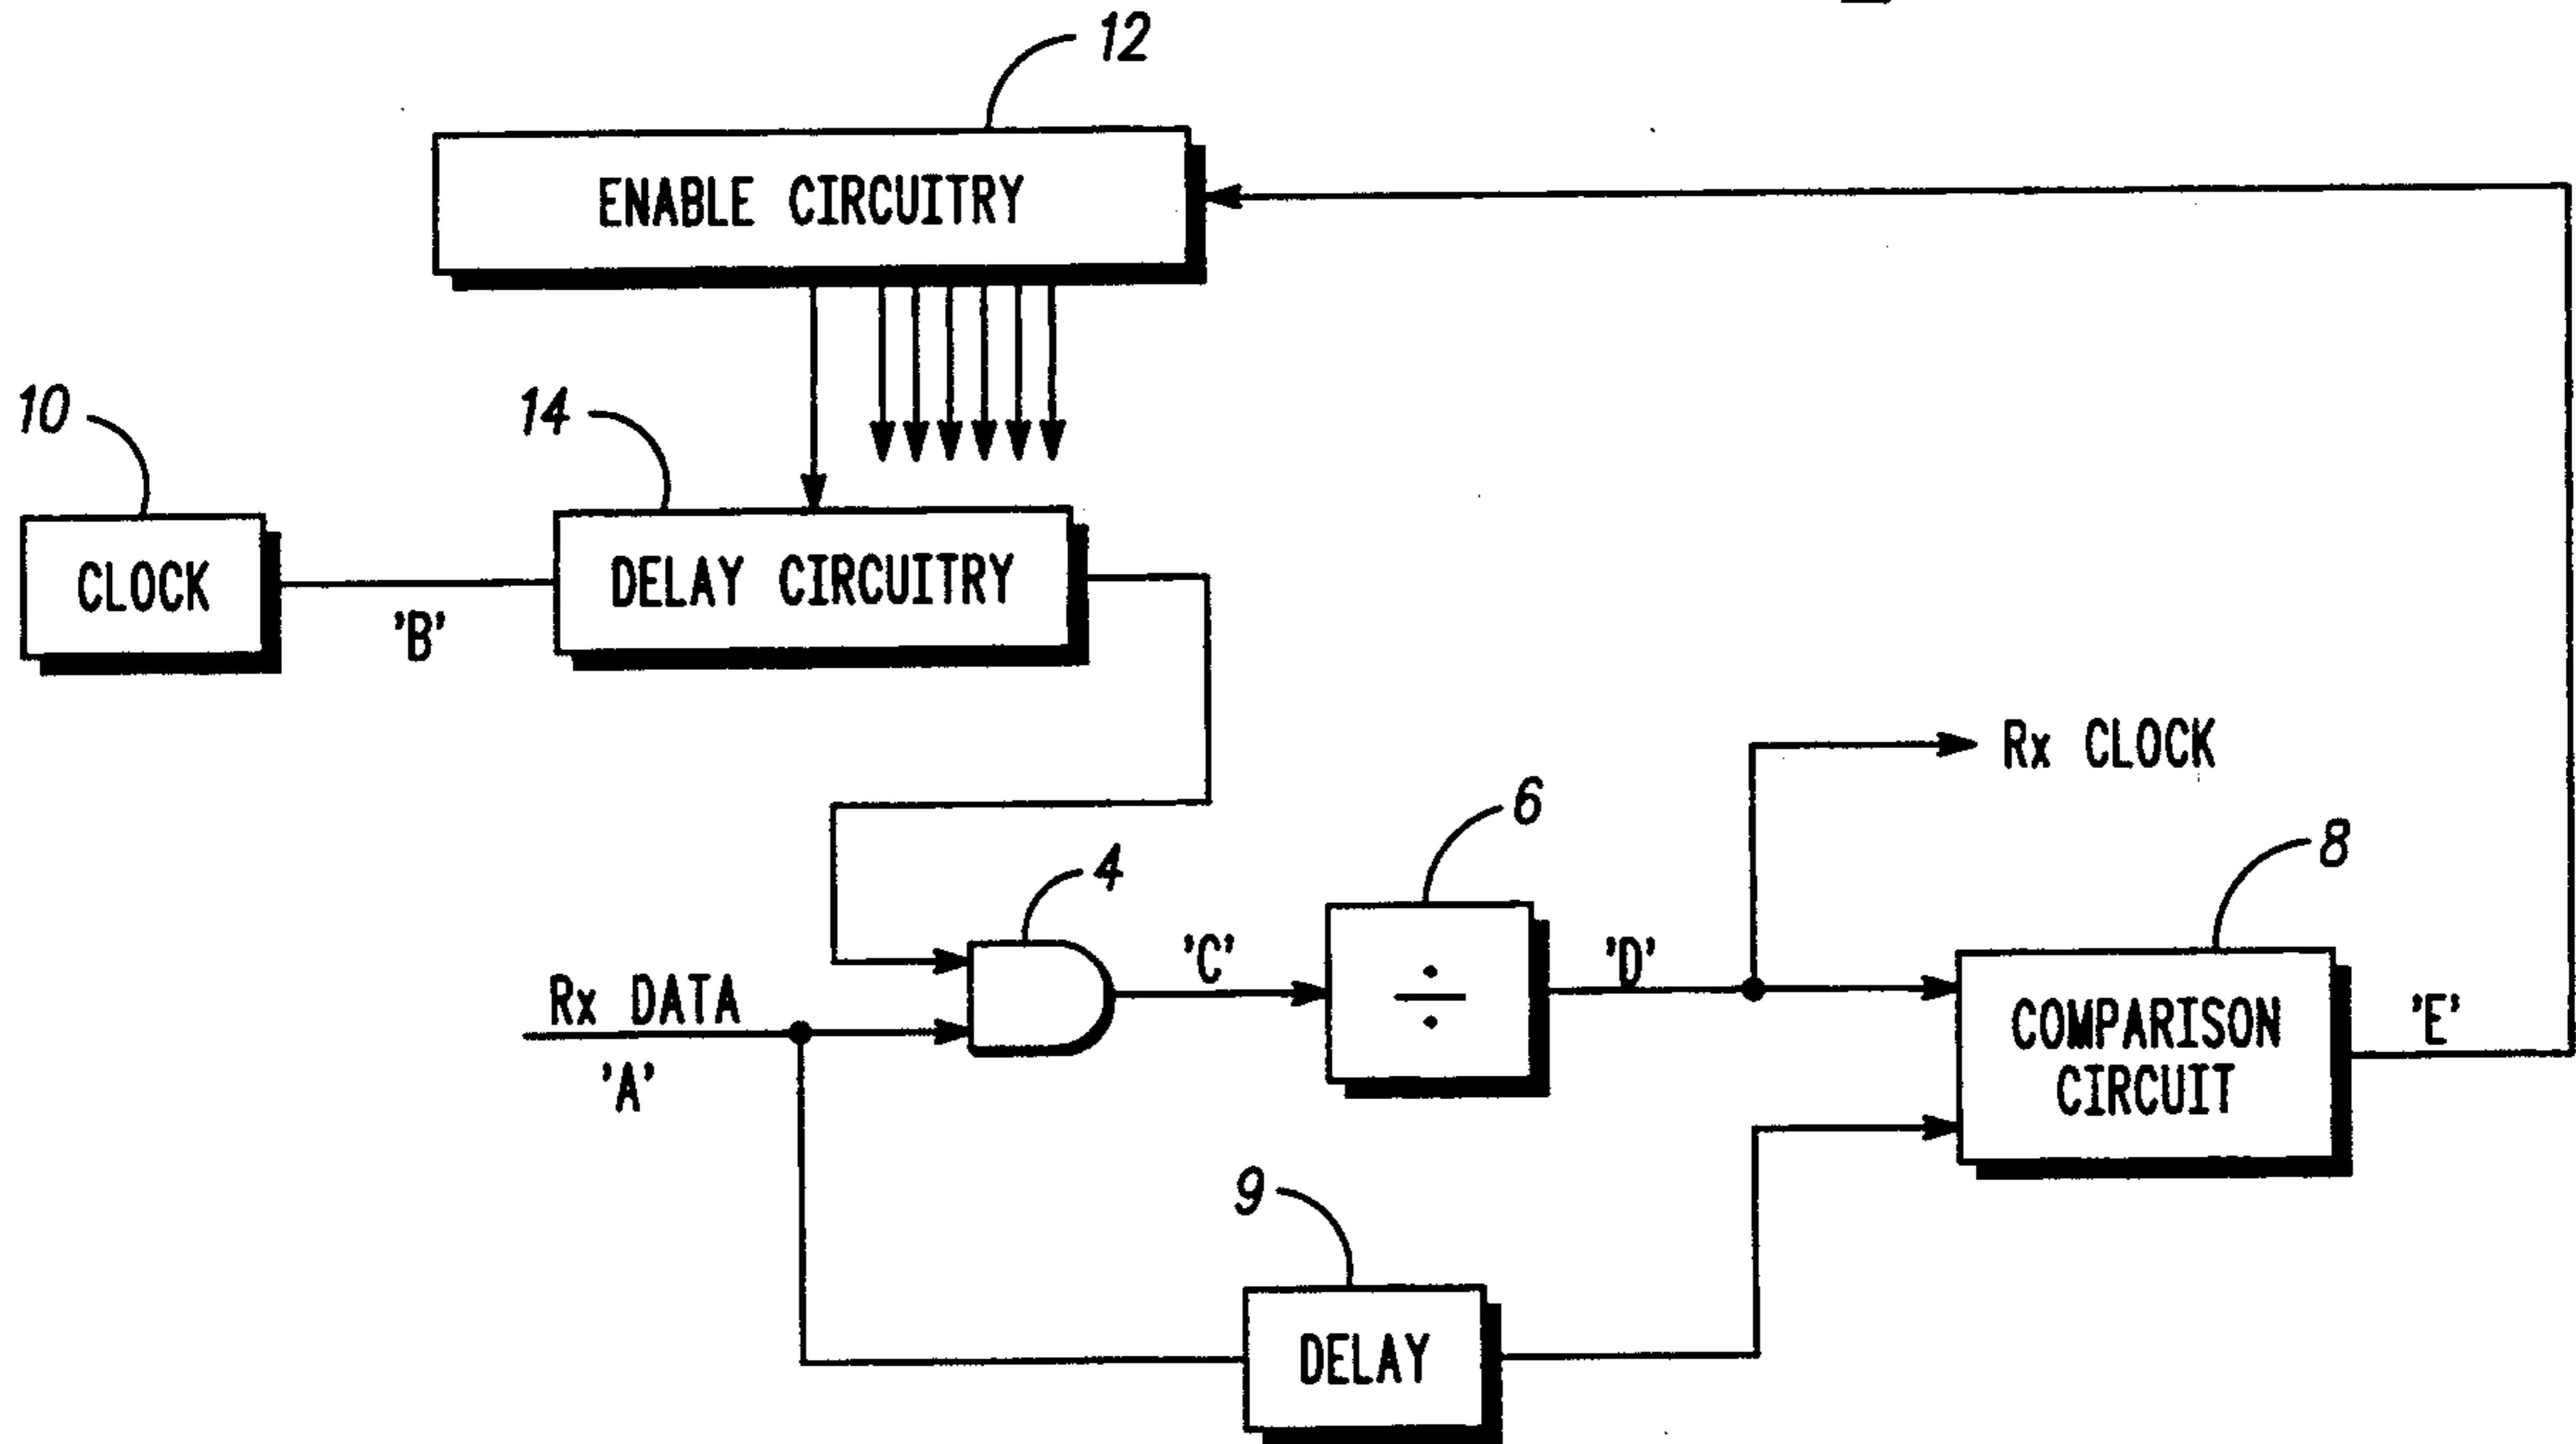 12
ENABLE CIRCUITRY
10
14
CLOCK
'B'
DELAY CIRCUITRY
Rx CLOCK
4
6
8
Rx DATA
'A'
'C'
÷
'D'
COMPARISON
CIRCUIT
'E'
9
DELAY